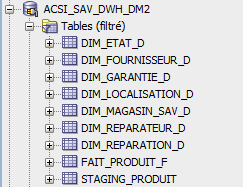 ACSI_SAV_DWH_DM2
Tables (filtré)
DIM_ETAT_D
DIM_FOURNISSEUR_D
DIM_GARANTIE_D
DIM_LOCALISATION_D
DIM_MAGASIN_SAV_D
DIM_REPARATEUR_D
DIM_REPARATION_D
FAIT_PRODUIT_F
STAGING_PRODUIT